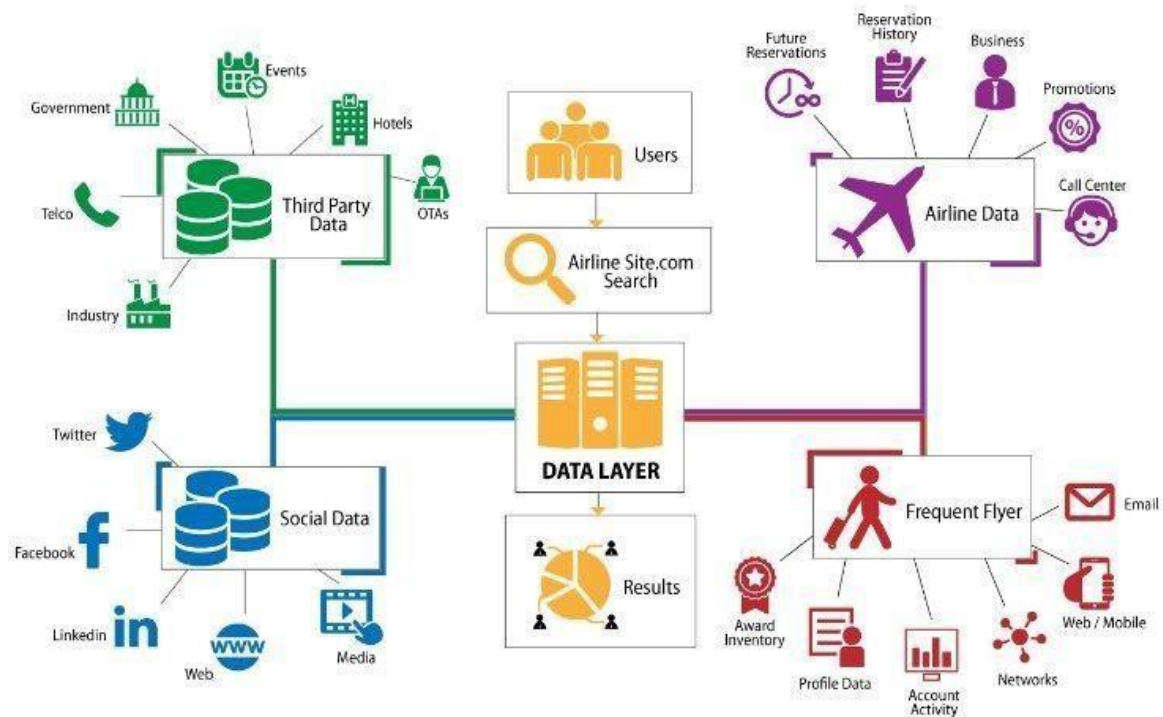 Government
Events
Hotels
Telco
Third Party
Data
OTAs
Industry
Users
Airline Site.com
Search
DATA LAYER
Results
Future
Reservations
Reservation
History
Business
Promotions
%
Airline Data
Call Center
Twitter
Social Data
Facebook
f
Linkedin
in
Web
www
Media
Frequent Flyer
Email
Award
Inventory
Web / Mobile
Profile Data
Account
Activity
Networks
H